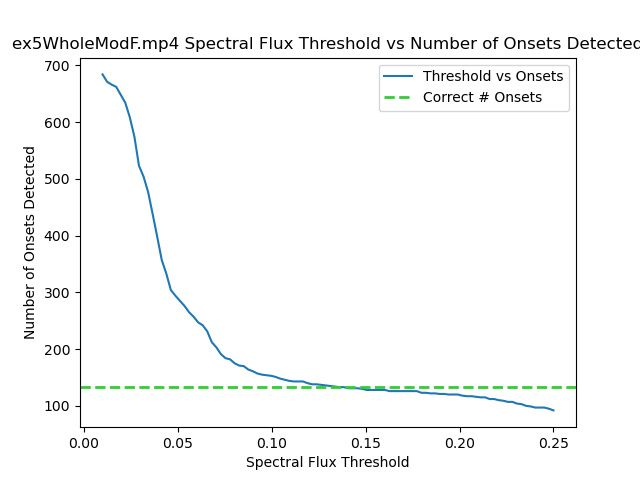 ex5WholeModF.mp4 Spectral Flux Threshold vs Number of Onsets Detected
Threshold vs Onsets
Correct # Onsets
Number of Onsets Detected
700
600
500
400
300
200
100
0.00 0.05 0.10 0.15 0.20 0.25
Spectral Flux Threshold